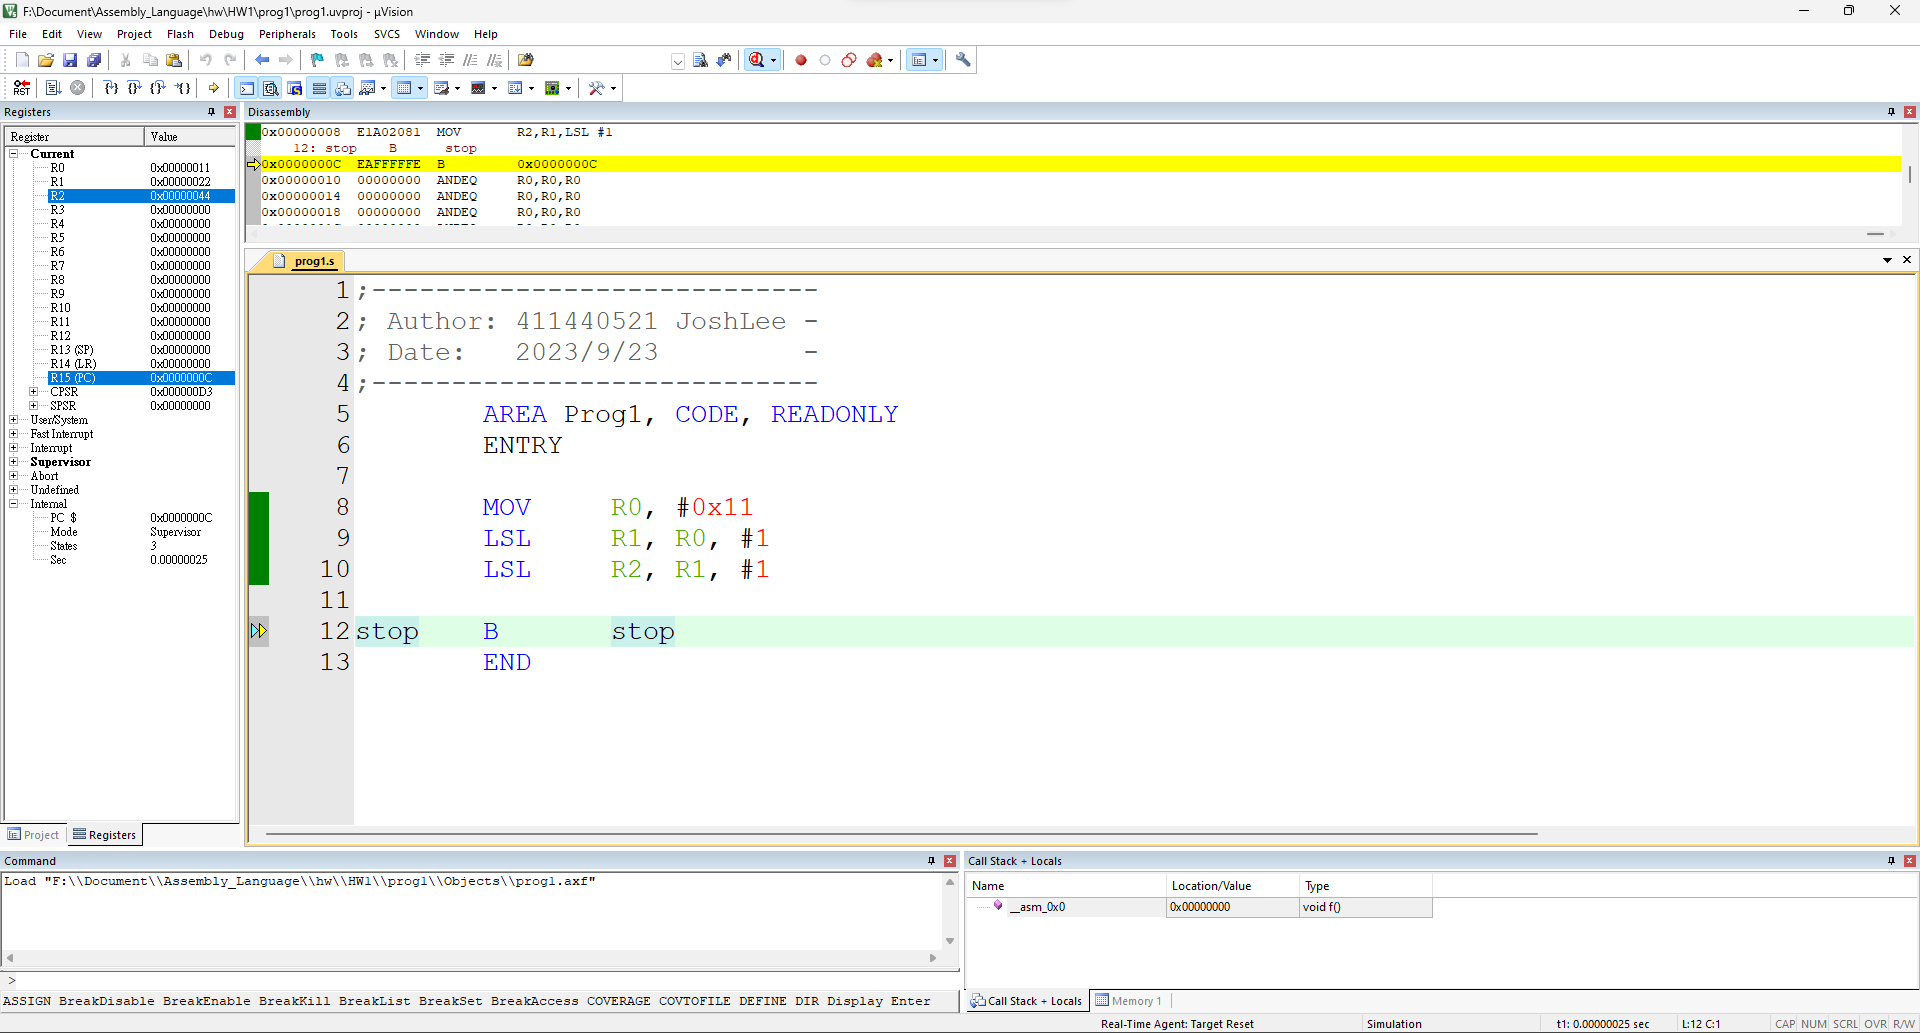 F:\Document\Assembly_Language\hw\HW1\prog1\prog1.uvproj - µVision
File Edit View Project Flash Debug Peripherals Tools SVCS Window Help
Registers
Register Value
Current
R0 0x00000011
R1 0x00000022
R2 0x00000044
R3 0x00000000
R4 0x00000000
R5 0x00000000
R6 0x00000000
R7 0x00000000
R8 0x00000000
R9 0x00000000
R10 0x00000000
R11 0x00000000
R12 0x00000000
R13 (SP) 0x00000000
R14 (LR) 0x00000000
R15 (PC) 0x0000000C
CPSR 0x000000D3
SPSR 0x00000000
User/System
Fast Interrupt
Interrupt
Supervisor
Abort
Undefined
Internal
PC $ 0x0000000C
Mode Supervisor
States 3
Sec 0.00000025
Project Registers
Disassembly
0x00000008 E1A02081 MOV R2,R1,LSL #1
12: stop B stop
0x0000000C EAFFFFFE B 0x0000000C
0x00000010 00000000 ANDEQ R0,R0,R0
0x00000014 00000000 ANDEQ R0,R0,R0
0x00000018 00000000 ANDEQ R0,R0,R0
prog1.s
1 ;----------------------------
2 ; Author: 411440521 JoshLee -
3 ; Date: 2023/9/23 -
4 ;----------------------------
5 AREA Prog1, CODE, READONLY
6 ENTRY
7
8 MOV R0, #0x11
9 LSL R1, R0, #1
10 LSL R2, R1, #1
11
12 stop B stop
13 END
Command
Load "F:\\Document\\Assembly_Language\\hw\\HW1\\prog1\\Objects\\prog1.axf"
>
ASSIGN BreakDisable BreakEnable BreakKill BreakList BreakSet BreakAccess COVERAGE COVTOFILE DEFINE DIR Display Enter
Call Stack + Locals
Name Location/Value Type
__asm_0x0 0x00000000 void f()
Call Stack + Locals Memory 1
Real-Time Agent: Target Reset Simulation t1: 0.00000025 sec L:12 C:1 CAP NUM SCRL OVR R/W